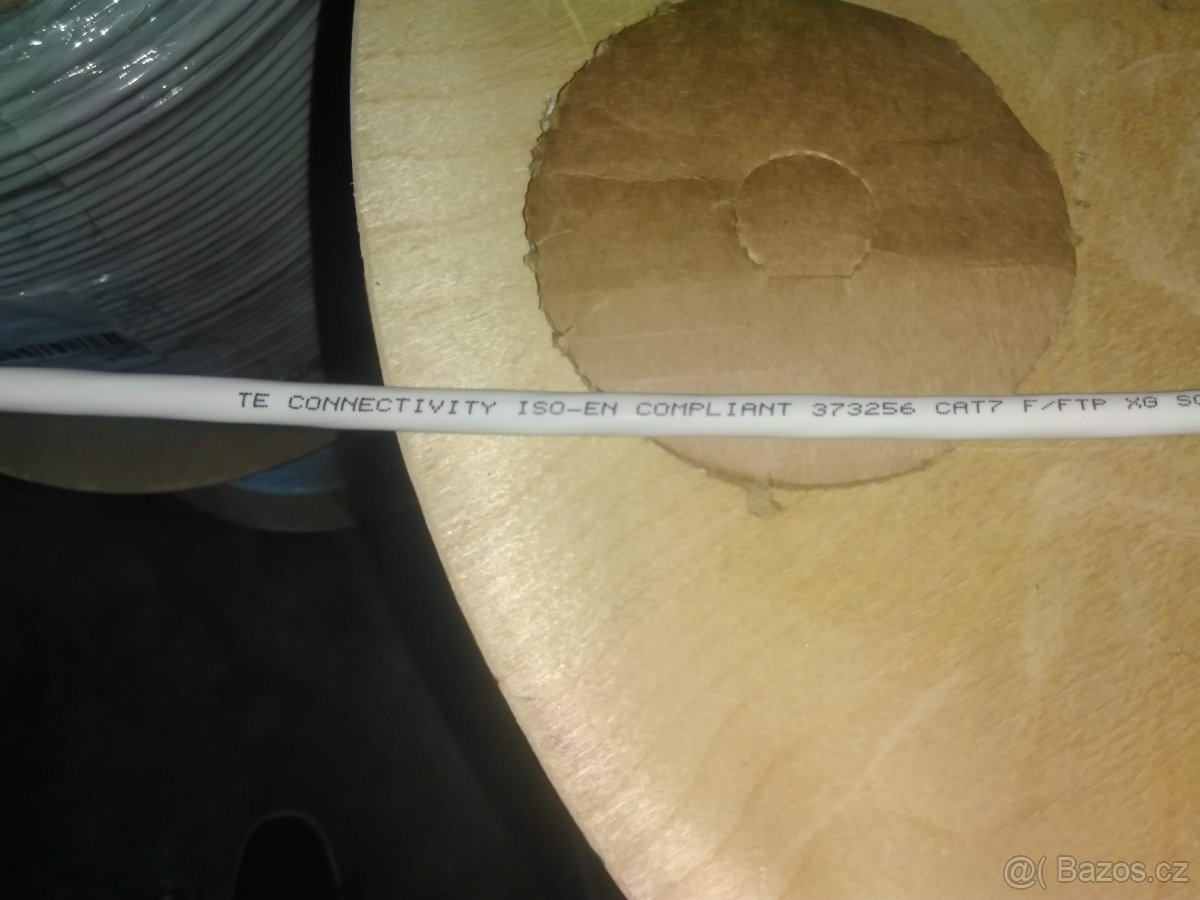 TE CONNECTIVITY ISO-EN COMPLIANT 373256 CAT7 F/FTP XG
@( Bazos.cz